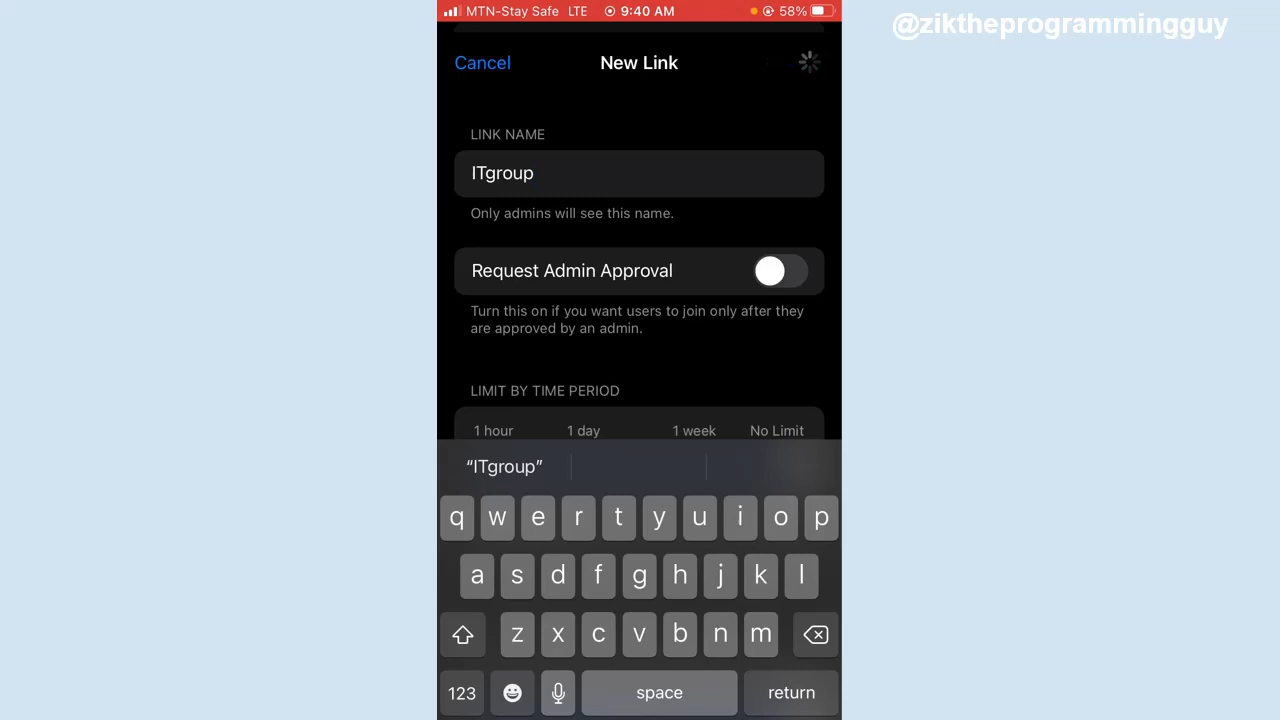 MTN-Stay Safe LTE 9:40 AM 58%
@ziktheprogrammingguy
Cancel New Link
LINK NAME
ITgroup
Only admins will see this name.
Request Admin Approval
Turn this on if you want users to join only after they
are approved by an admin.
LIMIT BY TIME PERIOD
1 hour 1 day 1 week No Limit
“ITgroup”
q w e r t y u i o p
a s d f g h j k l
z x c v b n m
123 space return